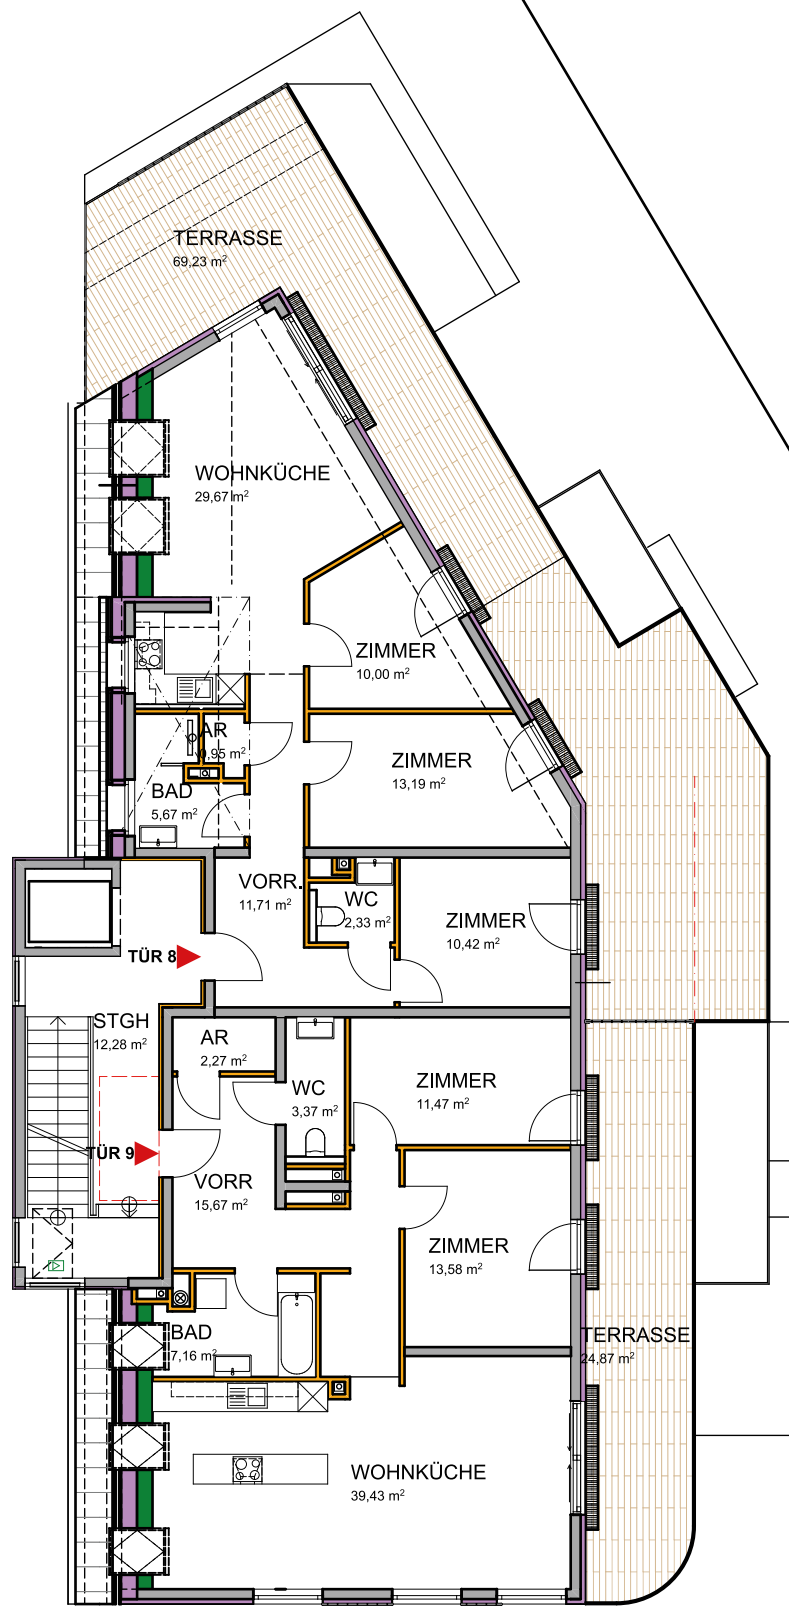 TERRASSE
69,23 m²
WOHNKÜCHE
29,67 m²
ZIMMER
10,00 m²
AR
0,95 m²
ZIMMER
13,19 m²
BAD
5,67 m²
VORR.
11,71 m²
WC
2,33 m²
ZIMMER
10,42 m²
TÜR 8
STGH
12,28 m²
AR
2,27 m²
ZIMMER
11,47 m²
WC
3,37 m²
TÜR 9
VORR
15,67 m²
ZIMMER
13,58 m²
BAD
7,16 m²
TERRASSE
24,87 m²
WOHNKÜCHE
39,43 m²